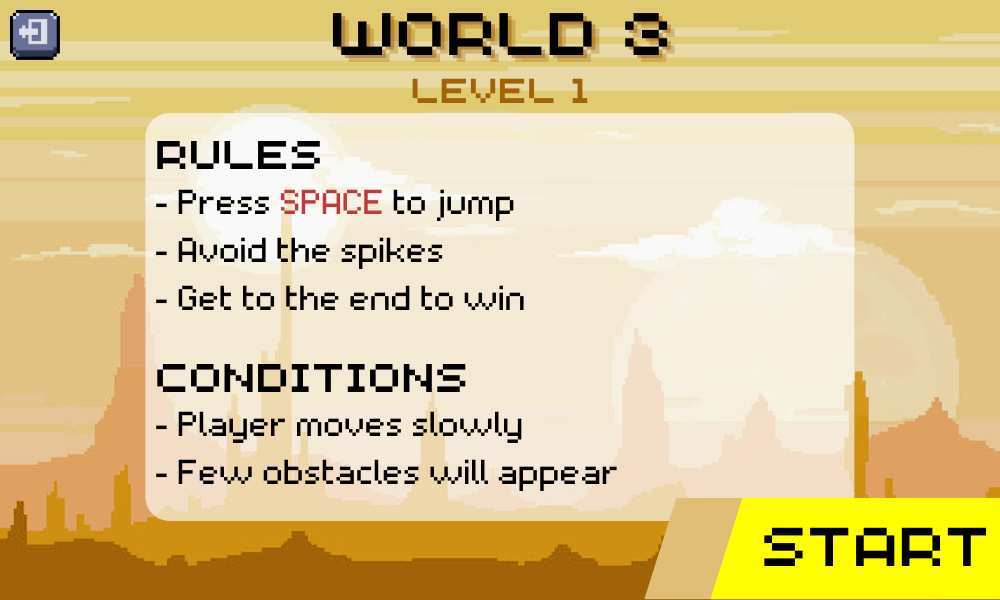 WORLD 3
LEVEL 1
RULES
- Press SPACE to jump
- Avoid the spikes
- Get to the end to win
CONDITIONS
- Player moves slowly
- Few obstacles will appear
START